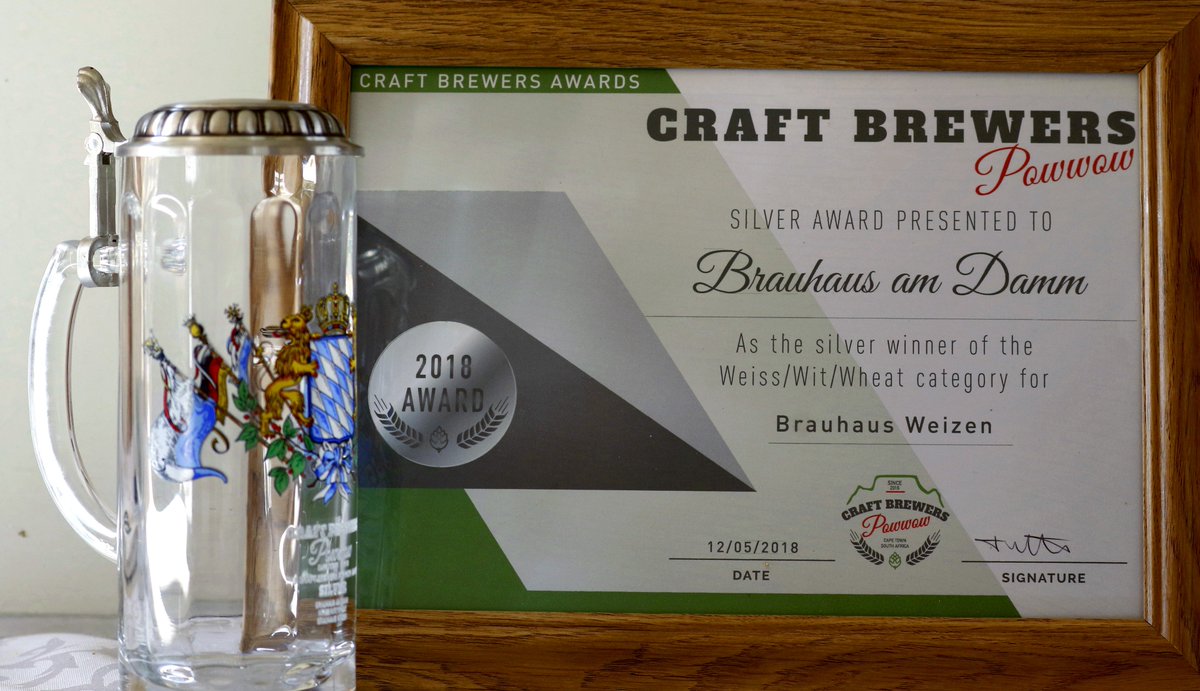 CRAFT BREWERS AWARDS
CRAFT BREWERS
Powwow
SILVER AWARD PRESENTED TO
Brauhaus am Damm
As the silver winner of the
Weiss/Wit/Wheat category for
Brauhaus Weizen
2018
AWARD
SINCE
CRAFT BREWERS
Powwow
CAPE TOWN
SOUTH AFRICA
12/05/2018
DATE
SIGNATURE
SILVER